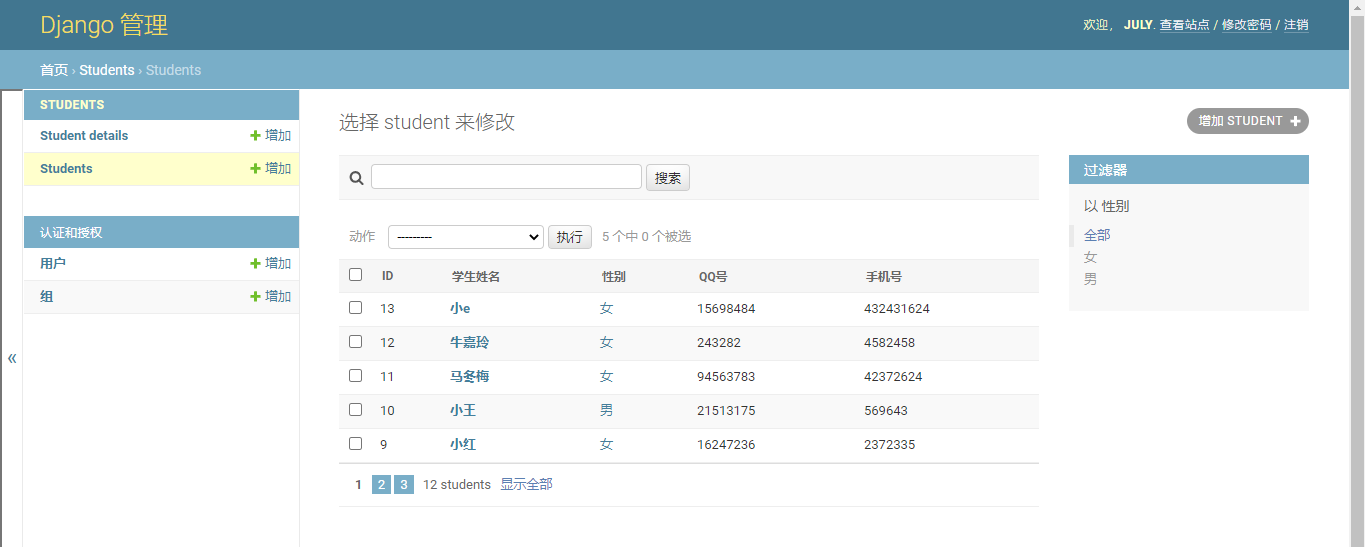 Django 管理
欢迎， JULY. 查看站点 / 修改密码 / 注销
首页 › Students › Students
STUDENTS
Student details + 增加
Students + 增加
认证和授权
用户 + 增加
组 + 增加
«
选择 student 来修改
增加 STUDENT +
搜索
动作 --------- 执行 5 个中 0 个被选
ID 学生姓名 性别 QQ号 手机号
13 小e 女 15698484 432431624
12 牛嘉玲 女 243282 4582458
11 马冬梅 女 94563783 42372624
10 小王 男 21513175 569643
9 小红 女 16247236 2372335
1 2 3 12 students 显示全部
过滤器
以 性别
全部
女
男